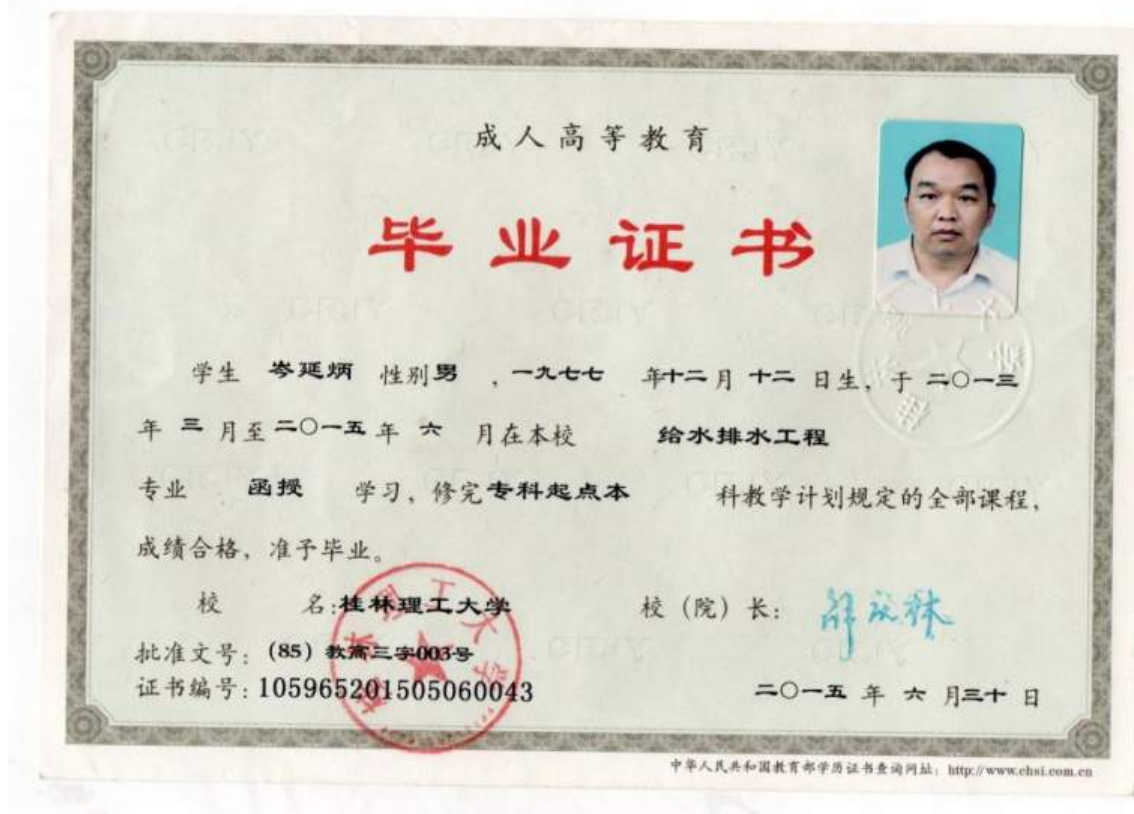 成人高等教育
毕业证书
学生 岑延炳 性别 男 ,一九七七 年十二月 十二 日生，于 二〇一三
年 三 月至 二〇一五 年 六 月在本校 给水排水工程
专业 函授 学习，修完 专科起点本 科教学计划规定的全部课程，
成绩合格，准予毕业。
校 名:桂林理工大学 校（院）长：
批准文号：(85) 教高三字003号
证书编号：105965201505060043 二〇一五 年 六 月三十 日
中华人民共和国教育部学历证书查询网址：http://www.chsi.com.cn